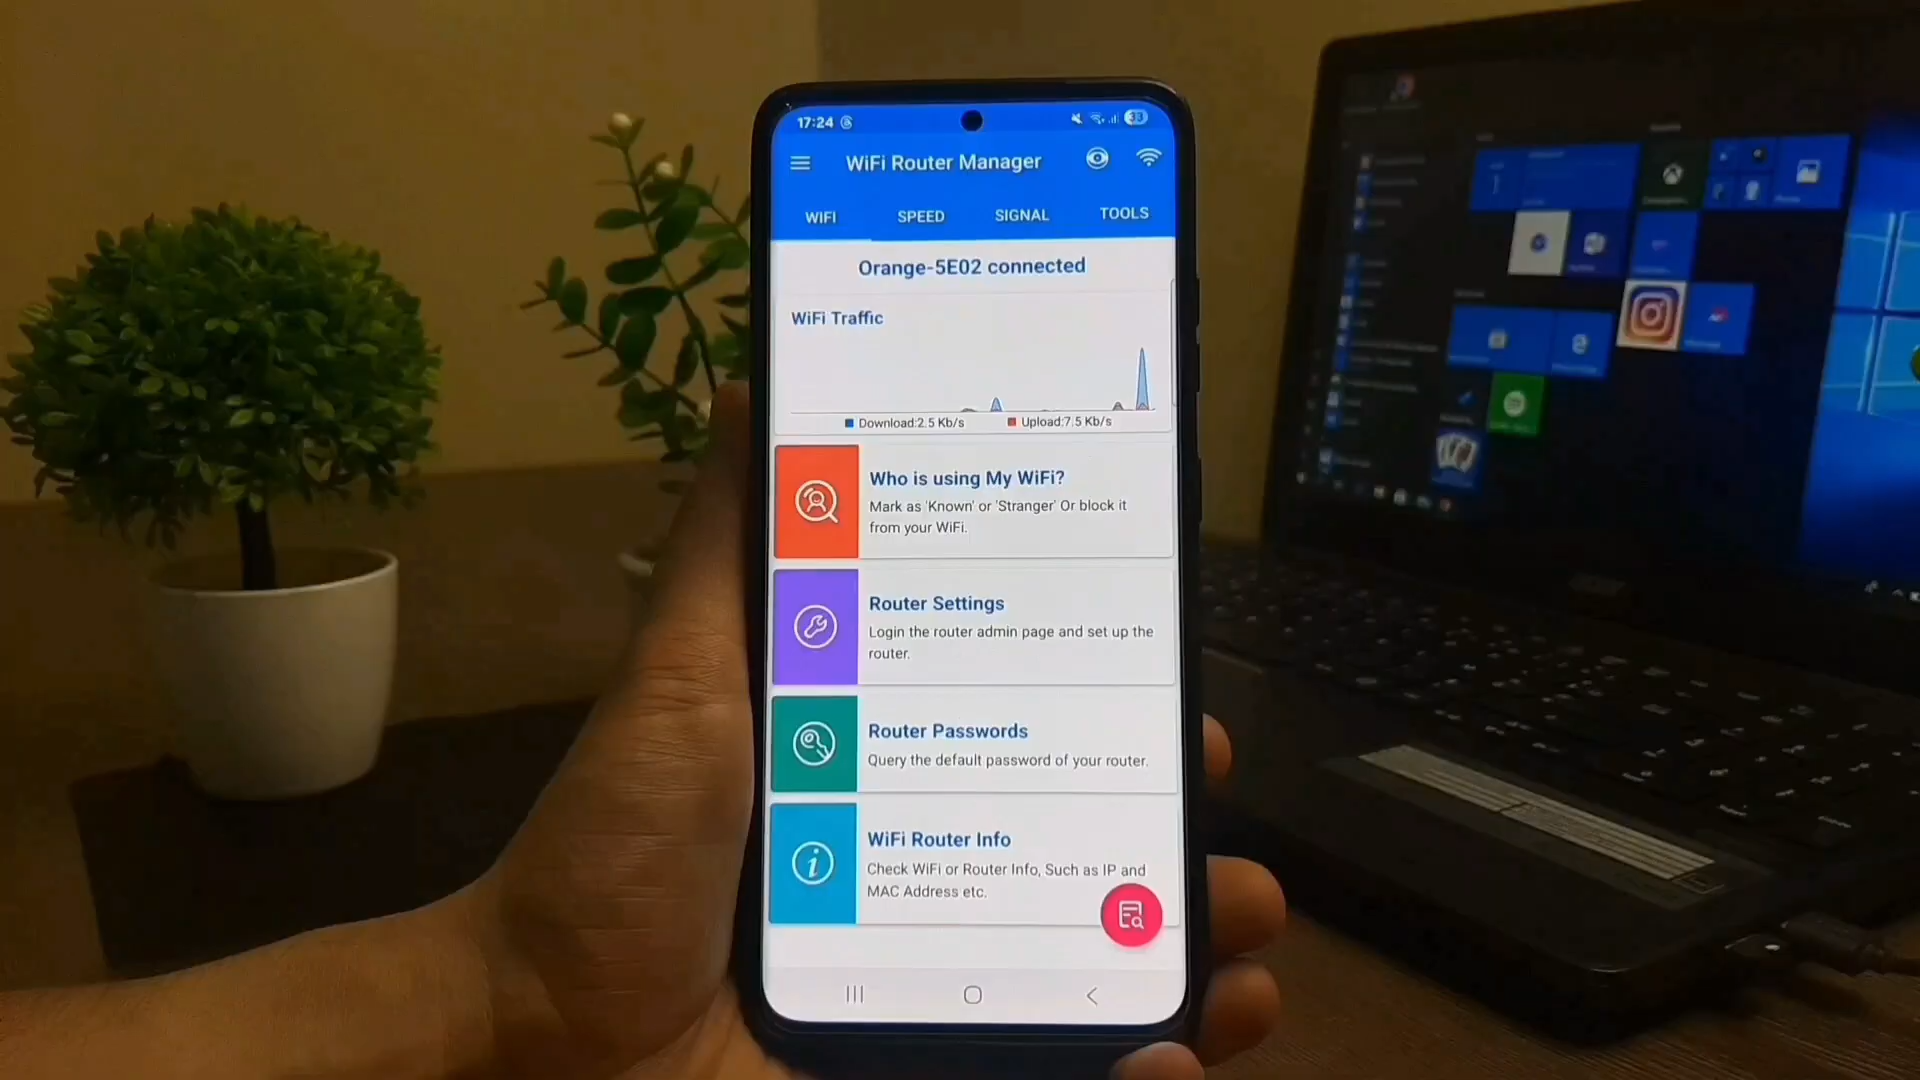 17:24
33
WiFi Router Manager
WIFI
SPEED
SIGNAL
TOOLS
Orange-5E02 connected
WiFi Traffic
Download:2.5 Kb/s
Upload:7.5 Kb/s
Who is using My WiFi?
Mark as 'Known' or 'Stranger' Or block it
from your WiFi.
Router Settings
Login the router admin page and set up the
router.
Router Passwords
Query the default password of your router.
WiFi Router Info
Check WiFi or Router Info, Such as IP and
MAC Address etc.